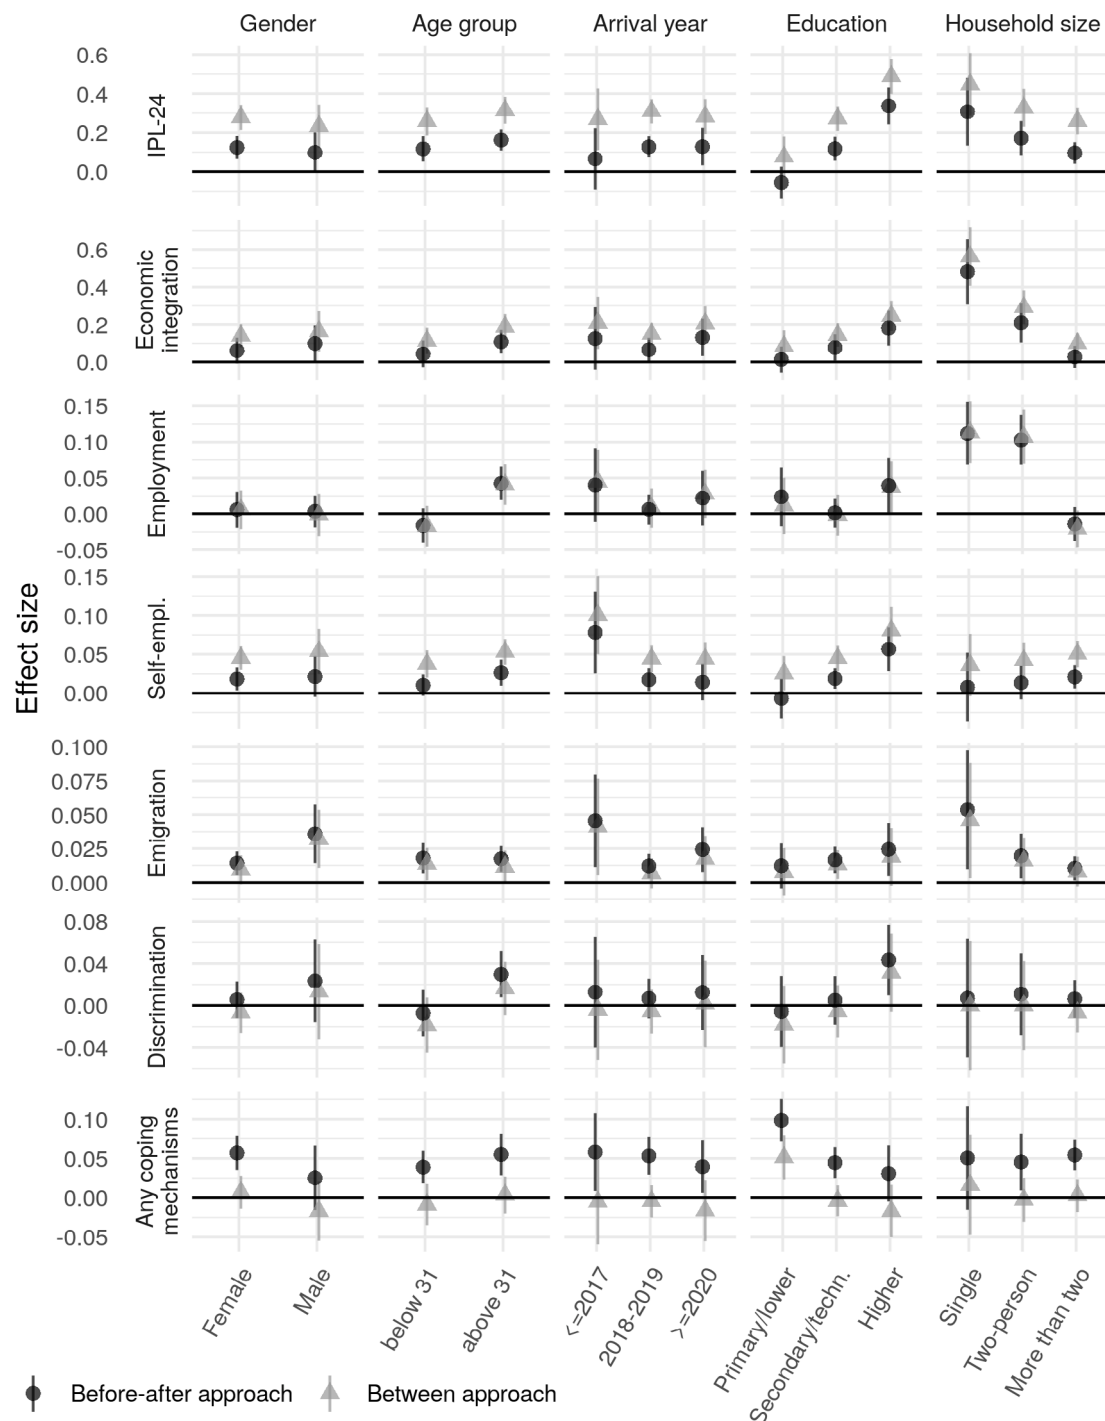 Gender Age group Arrival year Education Household size
IPL-24
0.6
0.4
0.2
0.0
Economic
integration
0.6
0.4
0.2
0.0
Employment
0.15
0.10
0.05
0.00
-0.05
Effect size
Self-empl.
0.15
0.10
0.05
0.00
Emigration
0.100
0.075
0.050
0.025
0.000
Discrimination
0.08
0.04
0.00
-0.04
Any coping
mechanisms
0.10
0.05
0.00
-0.05
Female
Male
below 31
above 31
<=2017
2018-2019
>=2020
Primary/lower
Secondary/techn.
Higher
Single
Two-person
More than two
Before-after approach Between approach